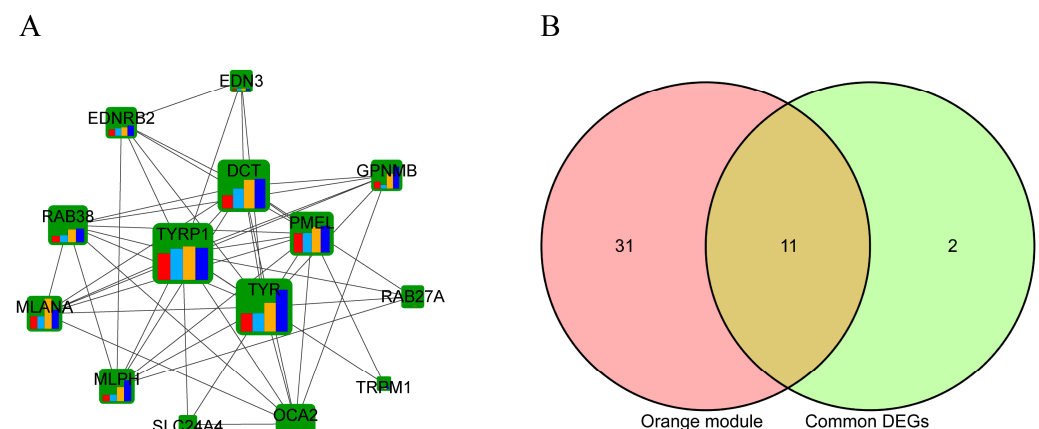 A
B
EDN3
EDNRB2
DCT
GPNMB
RAB38
PMEL
TYRP1
TYR
RAB27A
MLANA
MLPH
TRPM1
OCA2
SLC24A4
31
11
2
Orange module
Common DEGs